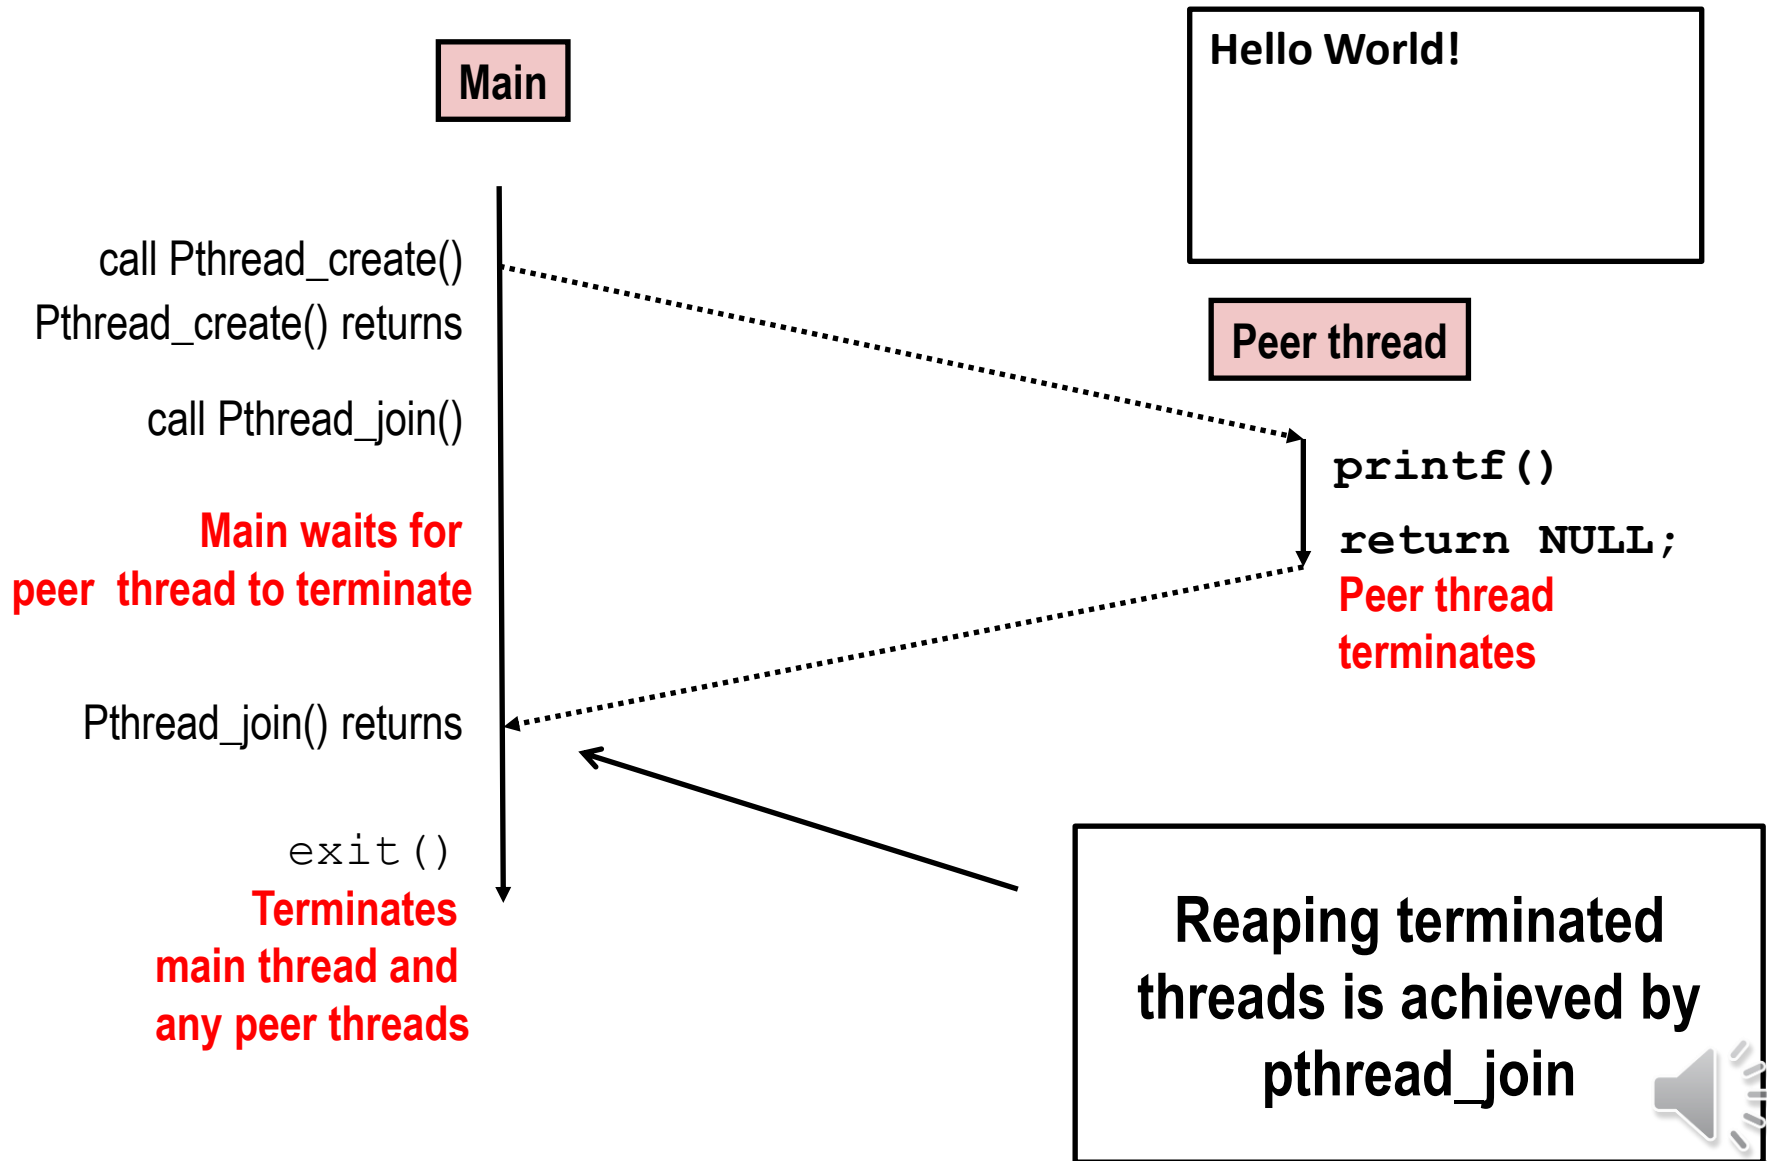 Main
Hello World!
call Pthread_create()
Pthread_create() returns
Peer thread
call Pthread_join()
printf()
Main waits for
peer thread to terminate
return NULL;
Peer thread
terminates
Pthread_join() returns
exit()
Terminates
main thread and
any peer threads
Reaping terminated
threads is achieved by
pthread_join